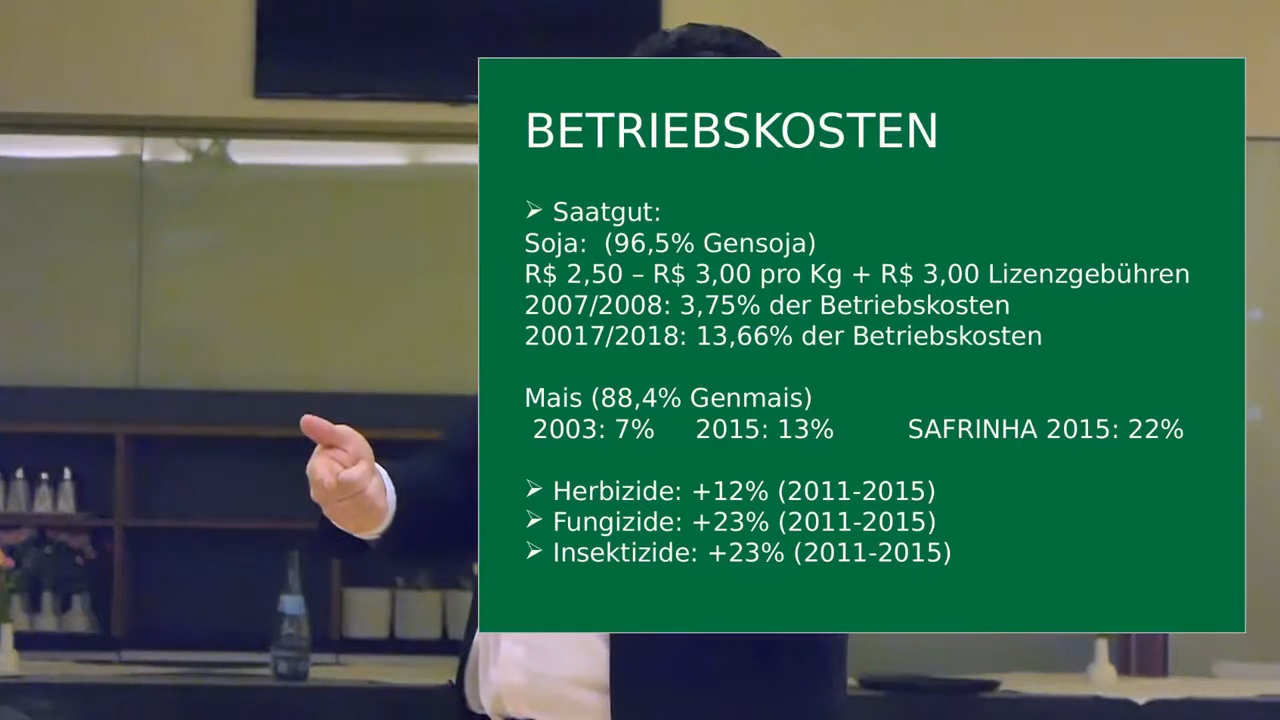 BETRIEBSKOSTEN
➢ Saatgut:
Soja:  (96,5% Gensoja)
R$ 2,50 – R$ 3,00 pro Kg + R$ 3,00 Lizenzgebühren
2007/2008: 3,75% der Betriebskosten
20017/2018: 13,66% der Betriebskosten
Mais (88,4% Genmais)
2003: 7%     2015: 13%         SAFRINHA 2015: 22%
➢ Herbizide: +12% (2011-2015)
➢ Fungizide: +23% (2011-2015)
➢ Insektizide: +23% (2011-2015)